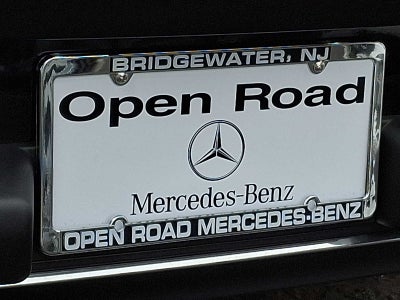 BRIDGEWATER, NJ
Open Road
Mercedes-Benz
OPEN ROAD MERCEDES-BENZ